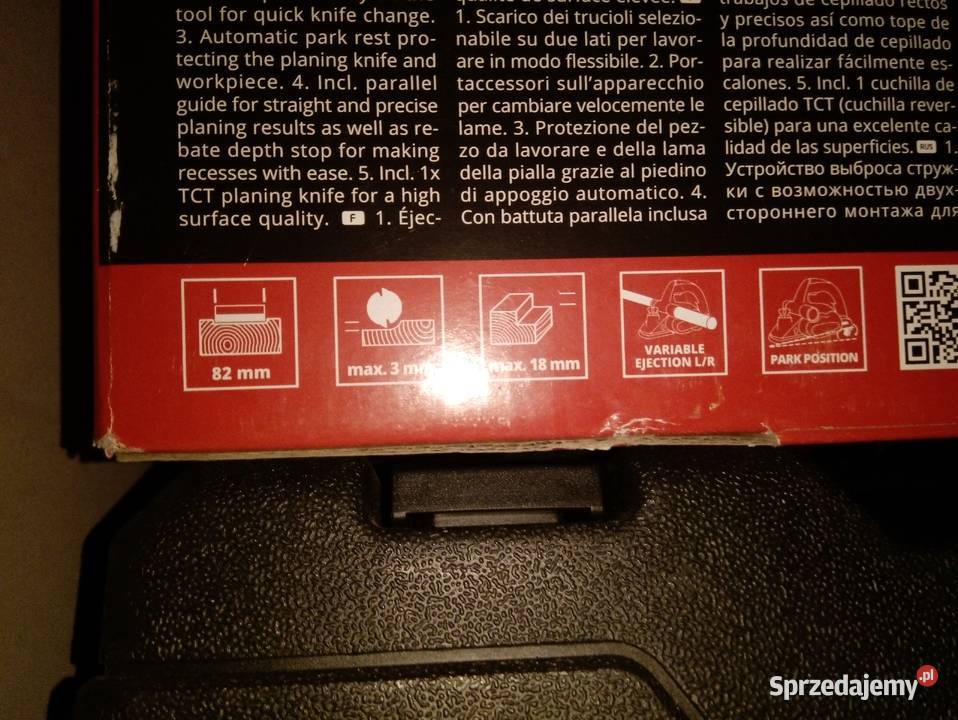 tool for quick knife change.
3. Automatic park rest pro-
tecting the planing knife and
workpiece. 4. Incl. parallel
guide for straight and precise
planing results as well as re-
bate depth stop for making
recesses with ease. 5. Incl. 1x
TCT planing knife for a high
surface quality. F 1. Éjec-
1. Scarico dei trucioli selezio-
nabile su due lati per lavor-
are in modo flessibile. 2. Por-
taccessori sull'apparecchio
per cambiare velocemente le
lame. 3. Protezione del pez-
zo da lavorare e della lama
della pialla grazie al piedino
di appoggio automatico. 4.
Con battuta parallela inclusa
trabajos de cepillado rectos
y precisos así como tope de
la profundidad de cepillado
para realizar fácilmente es-
calones. 5. Incl. 1 cuchilla de
cepillado TCT (cuchilla rever-
sible) para una excelente ca-
lidad de las superficies. RUS 1.
Устройство выброса струж-
ки с возможностью двух-
стороннего монтажа для
82 mm
max. 3 mm
max. 18 mm
VARIABLE
EJECTION L/R
PARK POSITION
Sprzedajemy.pl